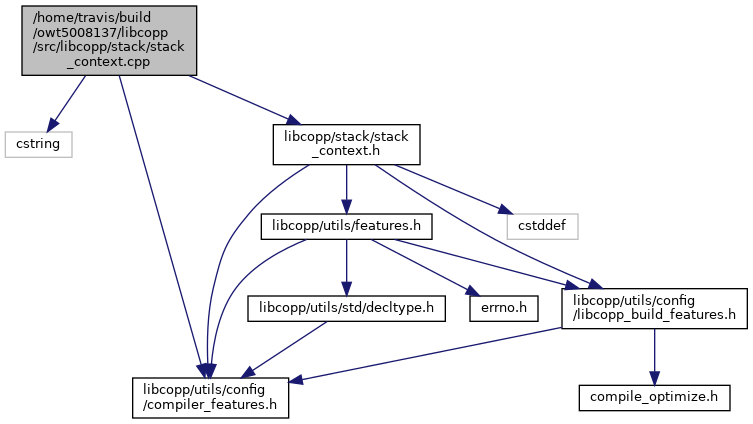 /home/travis/build
/owt5008137/libcopp
/src/libcopp/stack/stack
_context.cpp
cstring
libcopp/stack/stack
_context.h
libcopp/utils/features.h
cstddef
libcopp/utils/std/decltype.h
errno.h
libcopp/utils/config
/libcopp_build_features.h
libcopp/utils/config
/compiler_features.h
compile_optimize.h